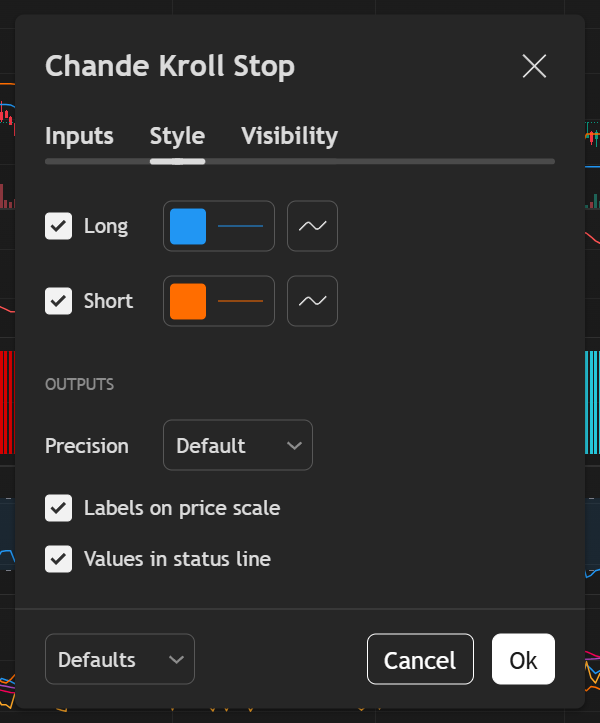 Chande Kroll Stop
Inputs Style Visibility
Long
Short
OUTPUTS
Precision Default
Labels on price scale
Values in status line
Defaults Cancel Ok